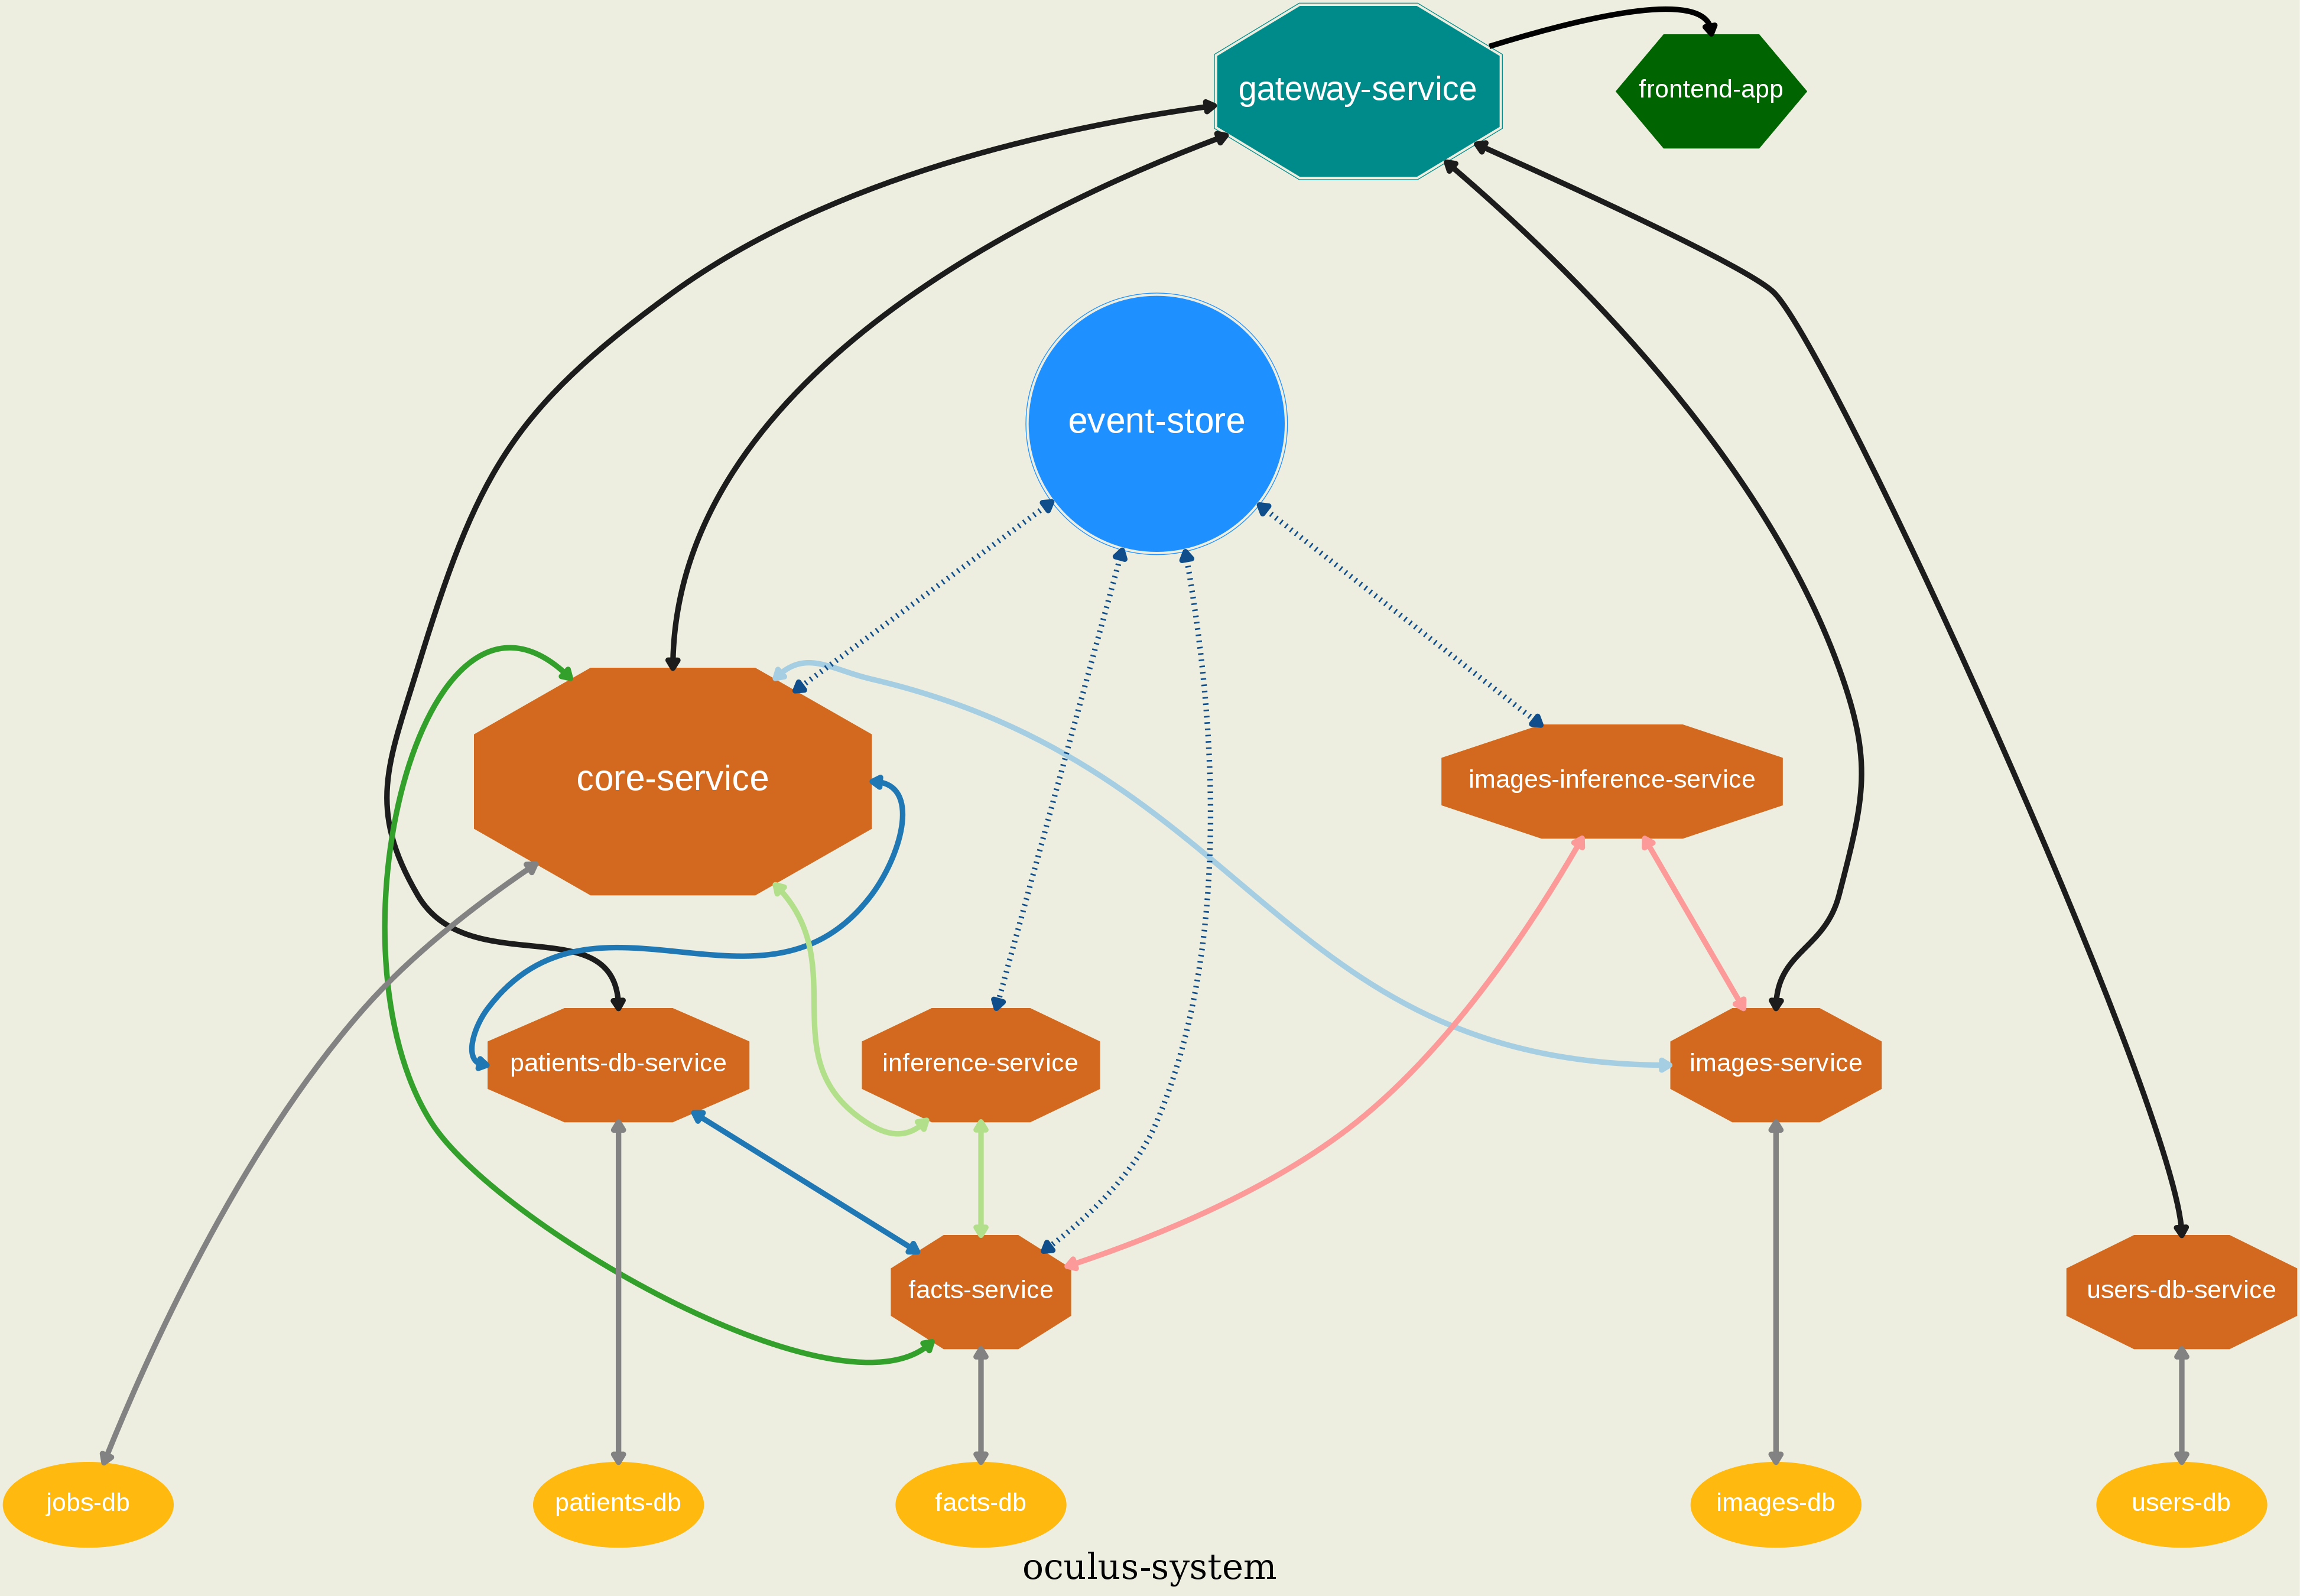 gateway-service
frontend-app
event-store
core-service
images-inference-service
patients-db-service
inference-service
images-service
facts-service
users-db-service
jobs-db
patients-db
facts-db
images-db
users-db
oculus-system